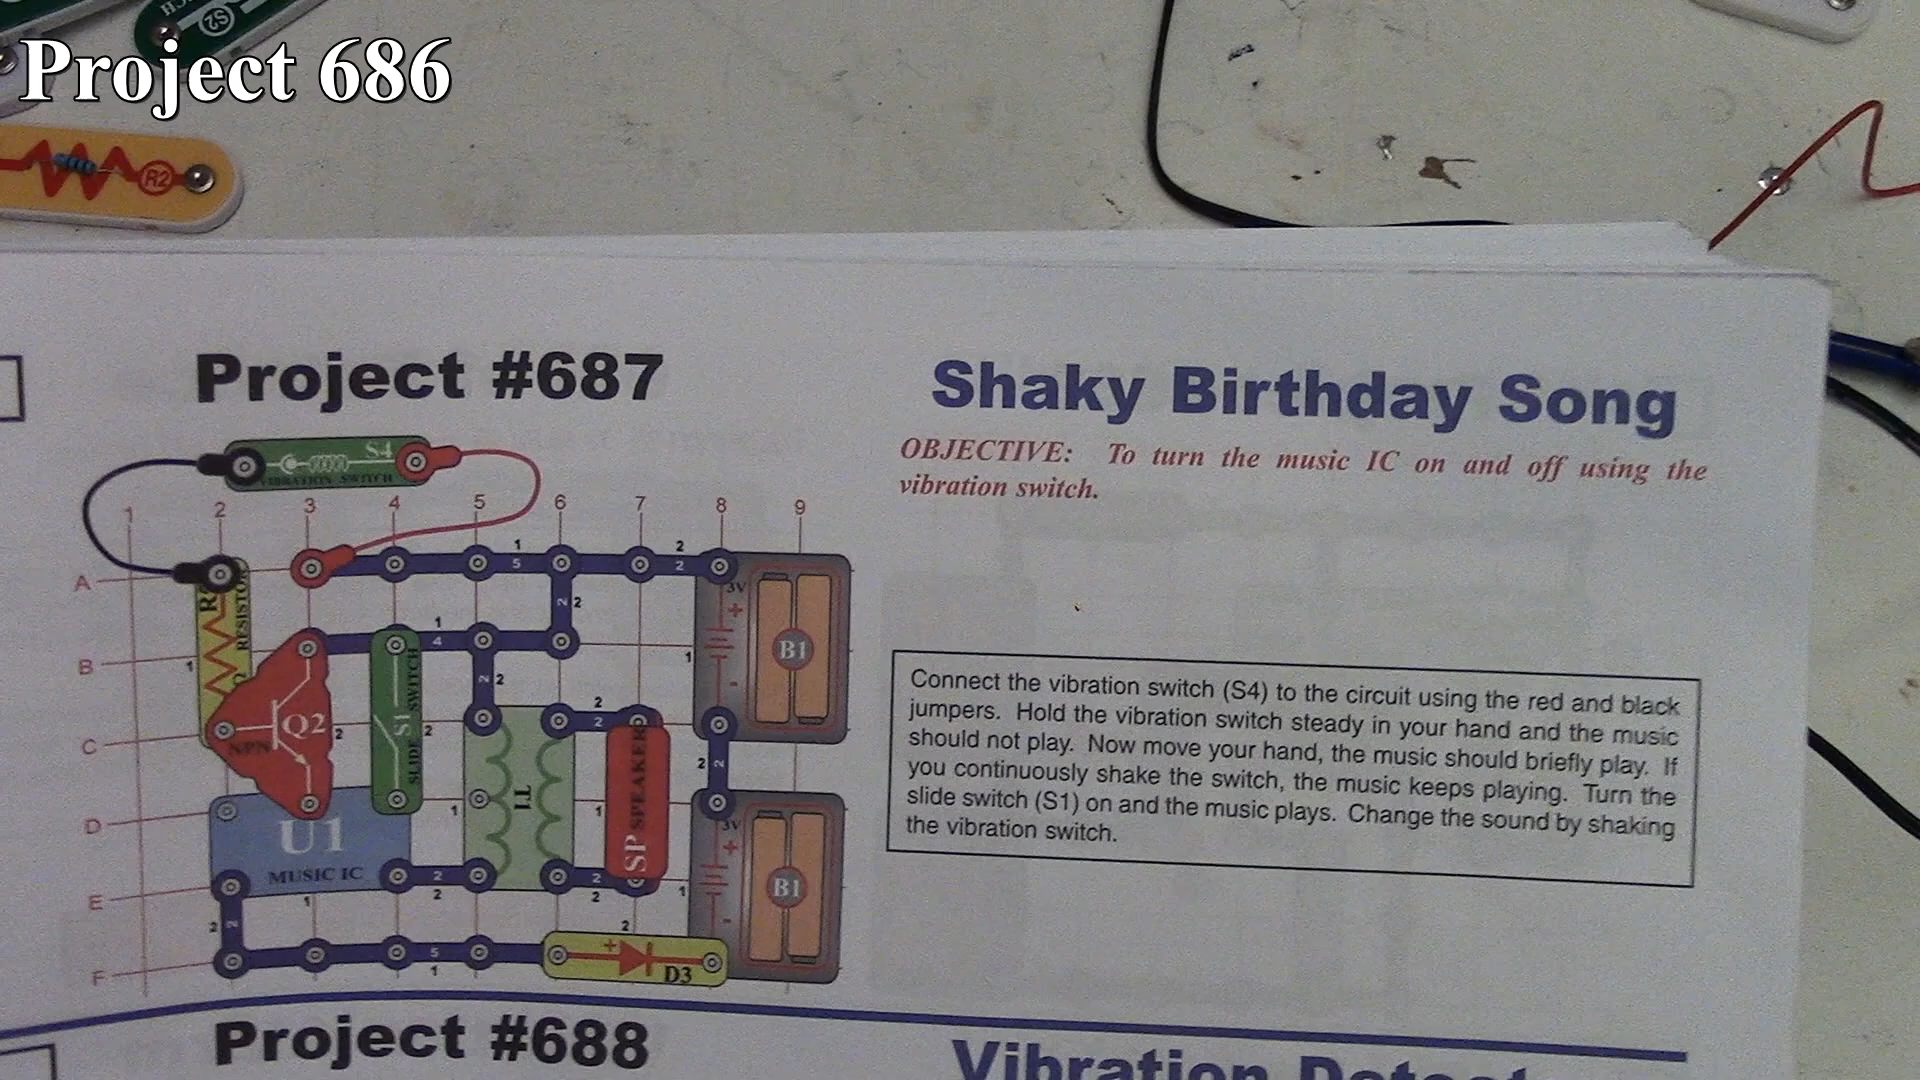 Project 686
S2
R2
Project #687
Shaky Birthday Song
OBJECTIVE: To turn the music IC on and off using the
vibration switch.
S4
VIBRATION SWITCH
1 2 3 4 5 6 7 8 9
A
B
C
D
E
F
RESISTOR
Q2
NPN
S1
SLIDE SWITCH
T1
SP SPEAKER
U1
MUSIC IC
3V
B1
3V
B1
D3
Connect the vibration switch (S4) to the circuit using the red and black
jumpers. Hold the vibration switch steady in your hand and the music
should not play. Now move your hand, the music should briefly play. If
you continuously shake the switch, the music keeps playing. Turn the
slide switch (S1) on and the music plays. Change the sound by shaking
the vibration switch.
Project #688
Vibration